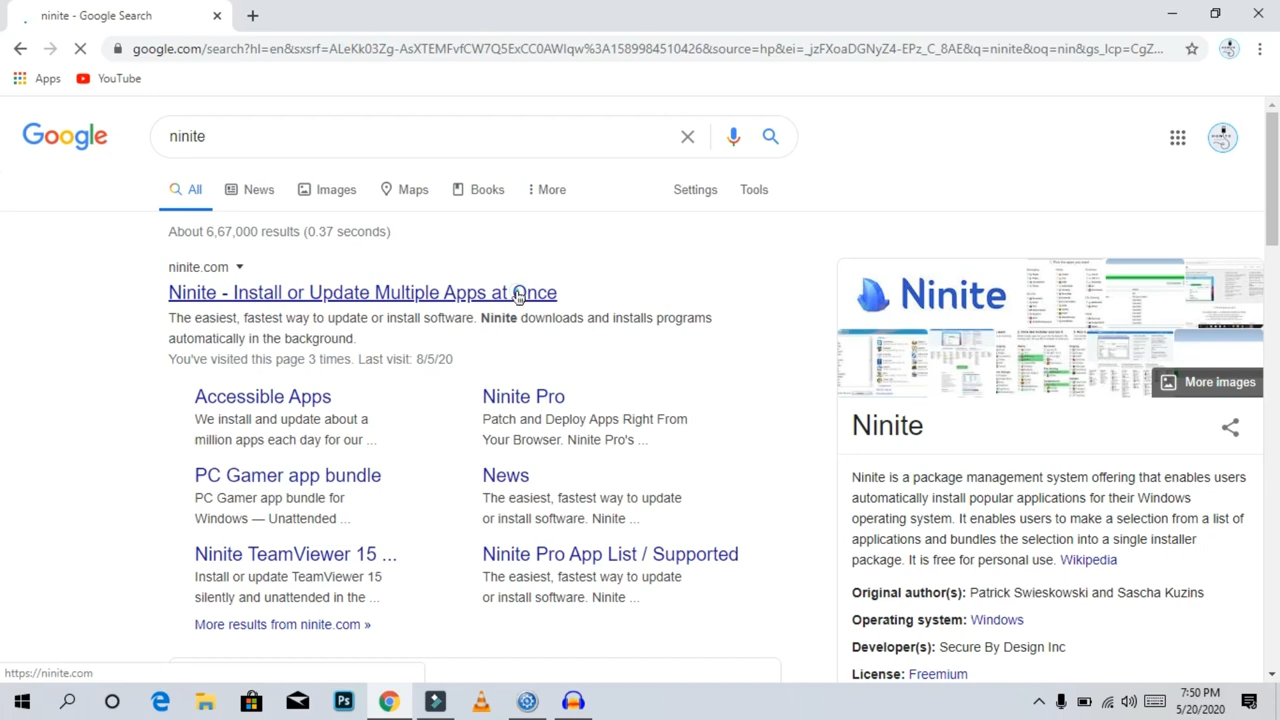 ninite - Google Search
google.com/search?hl=en&sxsrf=ALeKk03Zg-AsXTEMFvfCW7Q5ExCC0AWIqw%3A1589984510426&source=hp&ei=_jzFXoaDGNyZ4-EPz_C_8AE&q=ninite&oq=nin&gs_lcp=CgZ...
Apps YouTube
Google
ninite
All News Images Maps Books More Settings Tools
About 6,67,000 results (0.37 seconds)
ninite.com
Ninite - Install or Update Multiple Apps at Once
The easiest, fastest way to update or install software. Ninite downloads and installs programs
automatically in the background.
You've visited this page 3 times. Last visit: 8/5/20
Accessible Apps
We install and update about a
million apps each day for our ...
Ninite Pro
Patch and Deploy Apps Right From
Your Browser. Ninite Pro's ...
PC Gamer app bundle
PC Gamer app bundle for
Windows — Unattended ...
News
The easiest, fastest way to update
or install software. Ninite ...
Ninite TeamViewer 15 ...
Install or update TeamViewer 15
silently and unattended in the ...
Ninite Pro App List / Supported
The easiest, fastest way to update
or install software. Ninite ...
More results from ninite.com »
Ninite
More images
Ninite
Ninite is a package management system offering that enables users
automatically install popular applications for their Windows
operating system. It enables users to make a selection from a list of
applications and bundles the selection into a single installer
package. It is free for personal use. Wikipedia
Original author(s): Patrick Swieskowski and Sascha Kuzins
Operating system: Windows
Developer(s): Secure By Design Inc
License: Freemium
https://ninite.com
Ps
7:50 PM
5/20/2020